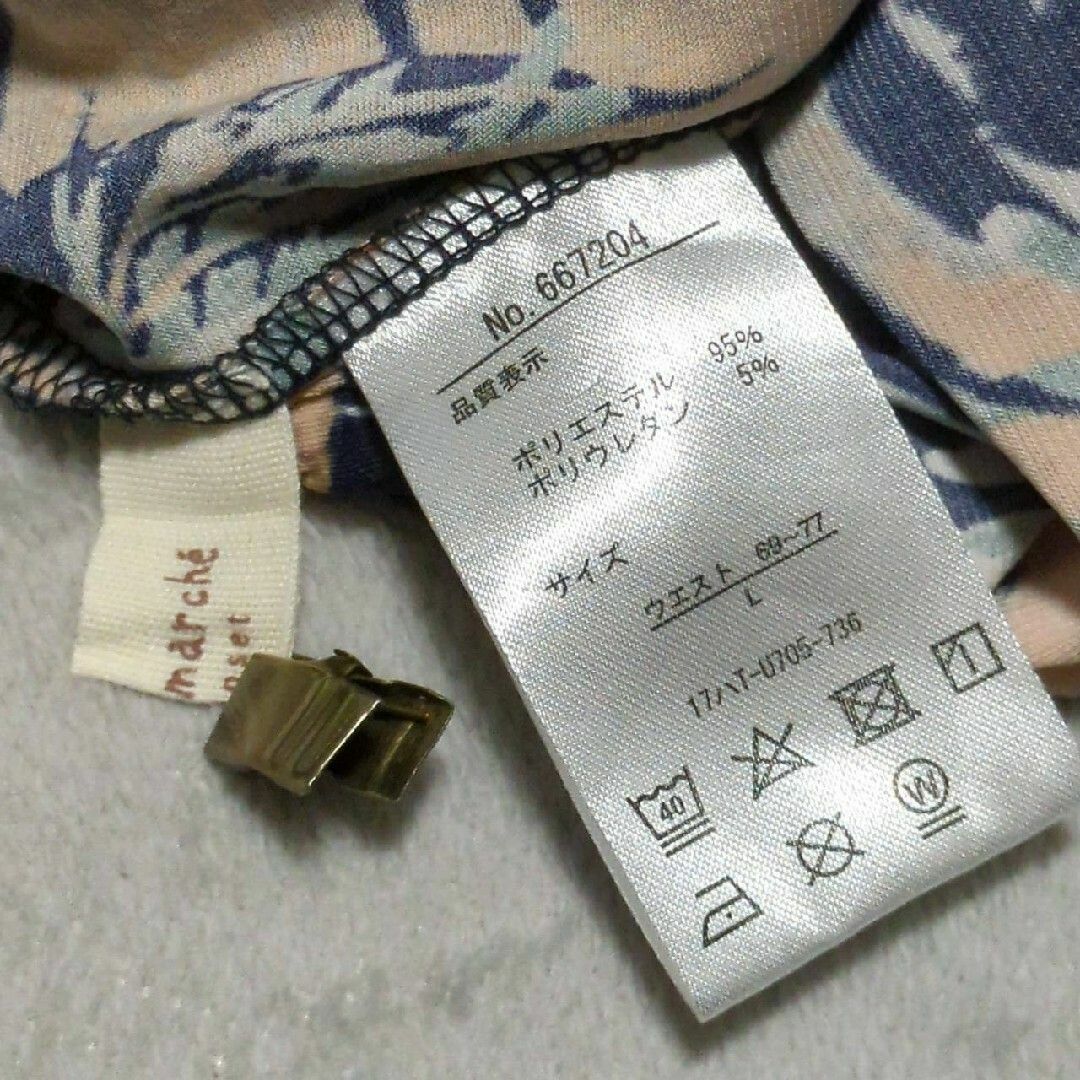 No. 667204
品質表示
ポリエステル 95%
ポリウレタン 5%
サイズ
ウエスト 69~77
L
17ハT-U705-736
40
W
marché